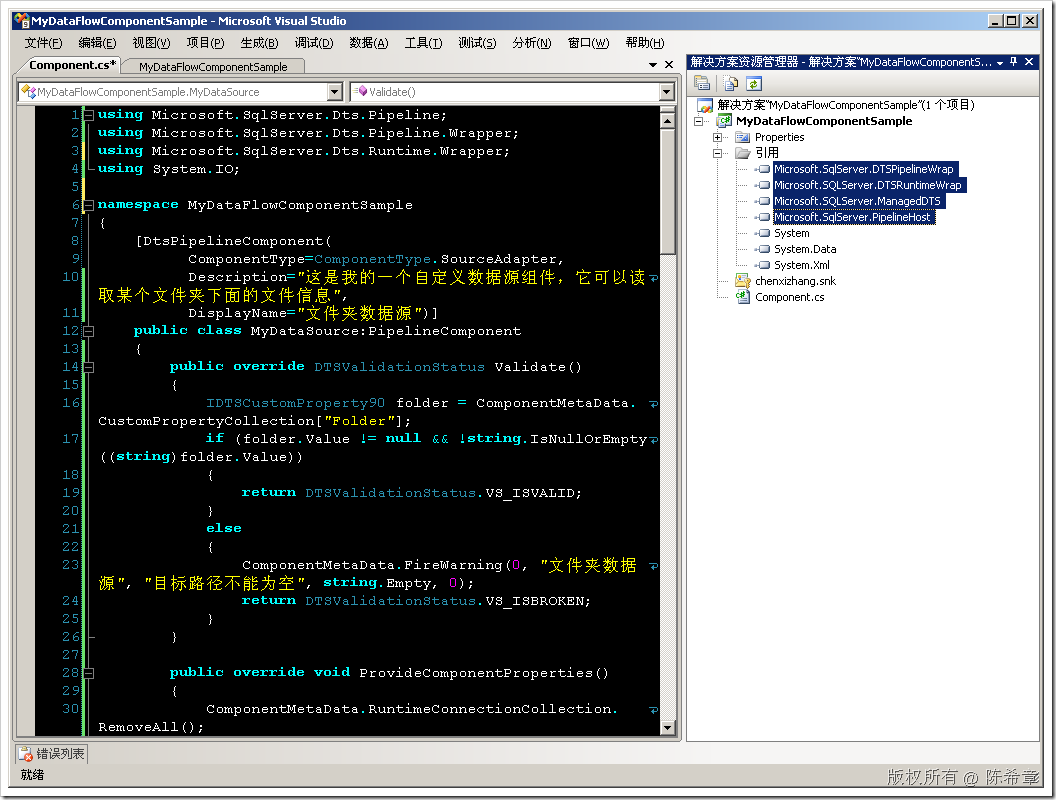 MyDataFlowComponentSample - Microsoft Visual Studio
文件(F) 编辑(E) 视图(V) 项目(P) 生成(B) 调试(D) 数据(A) 工具(T) 测试(S) 分析(N) 窗口(W) 帮助(H)
Component.cs* MyDataFlowComponentSample
MyDataFlowComponentSample.MyDataSource Validate()
1 using Microsoft.SqlServer.Dts.Pipeline;
2 using Microsoft.SqlServer.Dts.Pipeline.Wrapper;
3 using Microsoft.SqlServer.Dts.Runtime.Wrapper;
4 using System.IO;
5
6 namespace MyDataFlowComponentSample
7 {
8 [DtsPipelineComponent(
9 ComponentType=ComponentType.SourceAdapter,
10 Description="这是我的一个自定义数据源组件，它可以读
取某个文件夹下面的文件信息",
11 DisplayName="文件夹数据源")]
12 public class MyDataSource:PipelineComponent
13 {
14 public override DTSValidationStatus Validate()
15 {
16 IDTSCustomProperty90 folder = ComponentMetaData.
CustomPropertyCollection["Folder"];
17 if (folder.Value != null && !string.IsNullOrEmpty
((string)folder.Value))
18 {
19 return DTSValidationStatus.VS_ISVALID;
20 }
21 else
22 {
23 ComponentMetaData.FireWarning(0, "文件夹数据
源", "目标路径不能为空", string.Empty, 0);
24 return DTSValidationStatus.VS_ISBROKEN;
25 }
26 }
27
28 public override void ProvideComponentProperties()
29 {
30 ComponentMetaData.RuntimeConnectionCollection.
RemoveAll();
解决方案资源管理器 - 解决方案"MyDataFlowComponentS...
解决方案"MyDataFlowComponentSample"(1 个项目)
MyDataFlowComponentSample
Properties
引用
Microsoft.SqlServer.DTSPipelineWrap
Microsoft.SQLServer.DTSRuntimeWrap
Microsoft.SQLServer.ManagedDTS
Microsoft.SqlServer.PipelineHost
System
System.Data
System.Xml
chenxizhang.snk
Component.cs
错误列表
就绪
版权所有 @ 陈希章